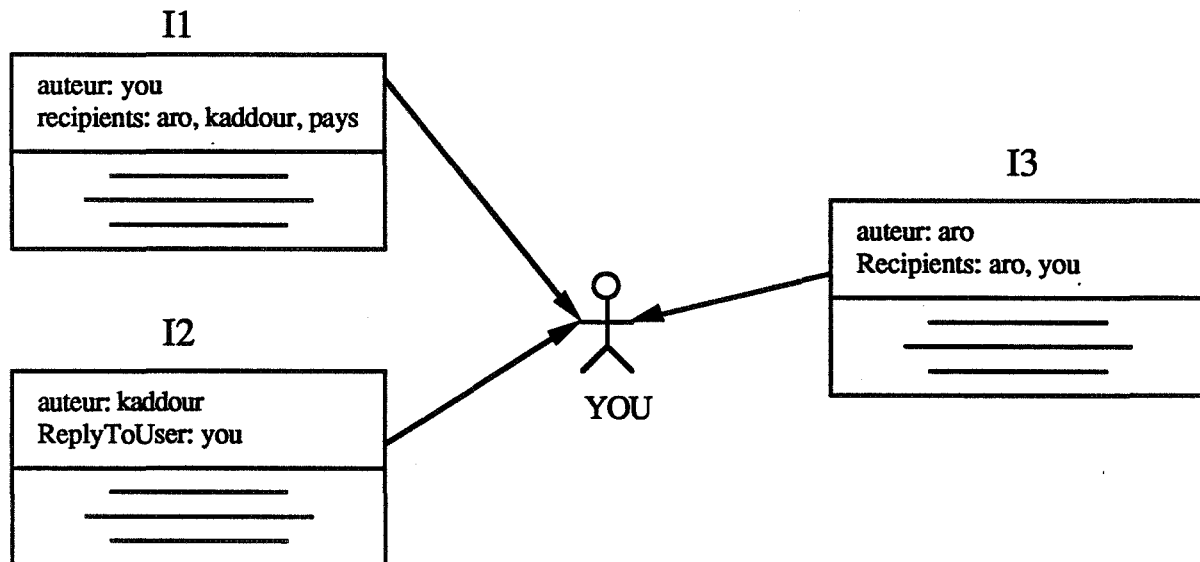 I1
auteur: you
recipients: aro, kaddour, pays
I2
auteur: kaddour
ReplyToUser: you
YOU
I3
auteur: aro
Recipients: aro, you